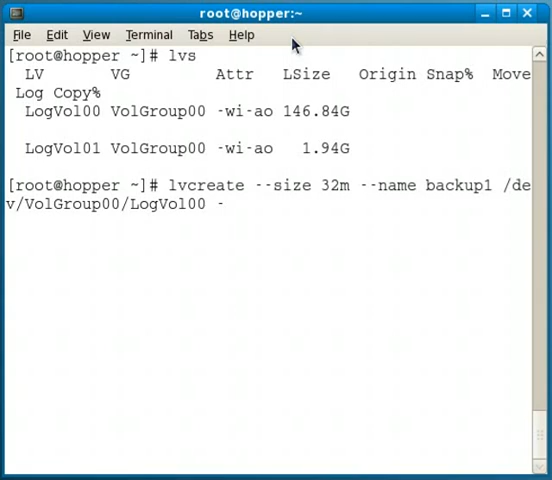 root@hopper:~
File Edit View Terminal Tabs Help
[root@hopper ~]# lvs
LV VG Attr LSize Origin Snap% Move
Log Copy%
LogVol00 VolGroup00 -wi-ao 146.84G
LogVol01 VolGroup00 -wi-ao 1.94G
[root@hopper ~]# lvcreate --size 32m --name backup1 /de
v/VolGroup00/LogVol00 -